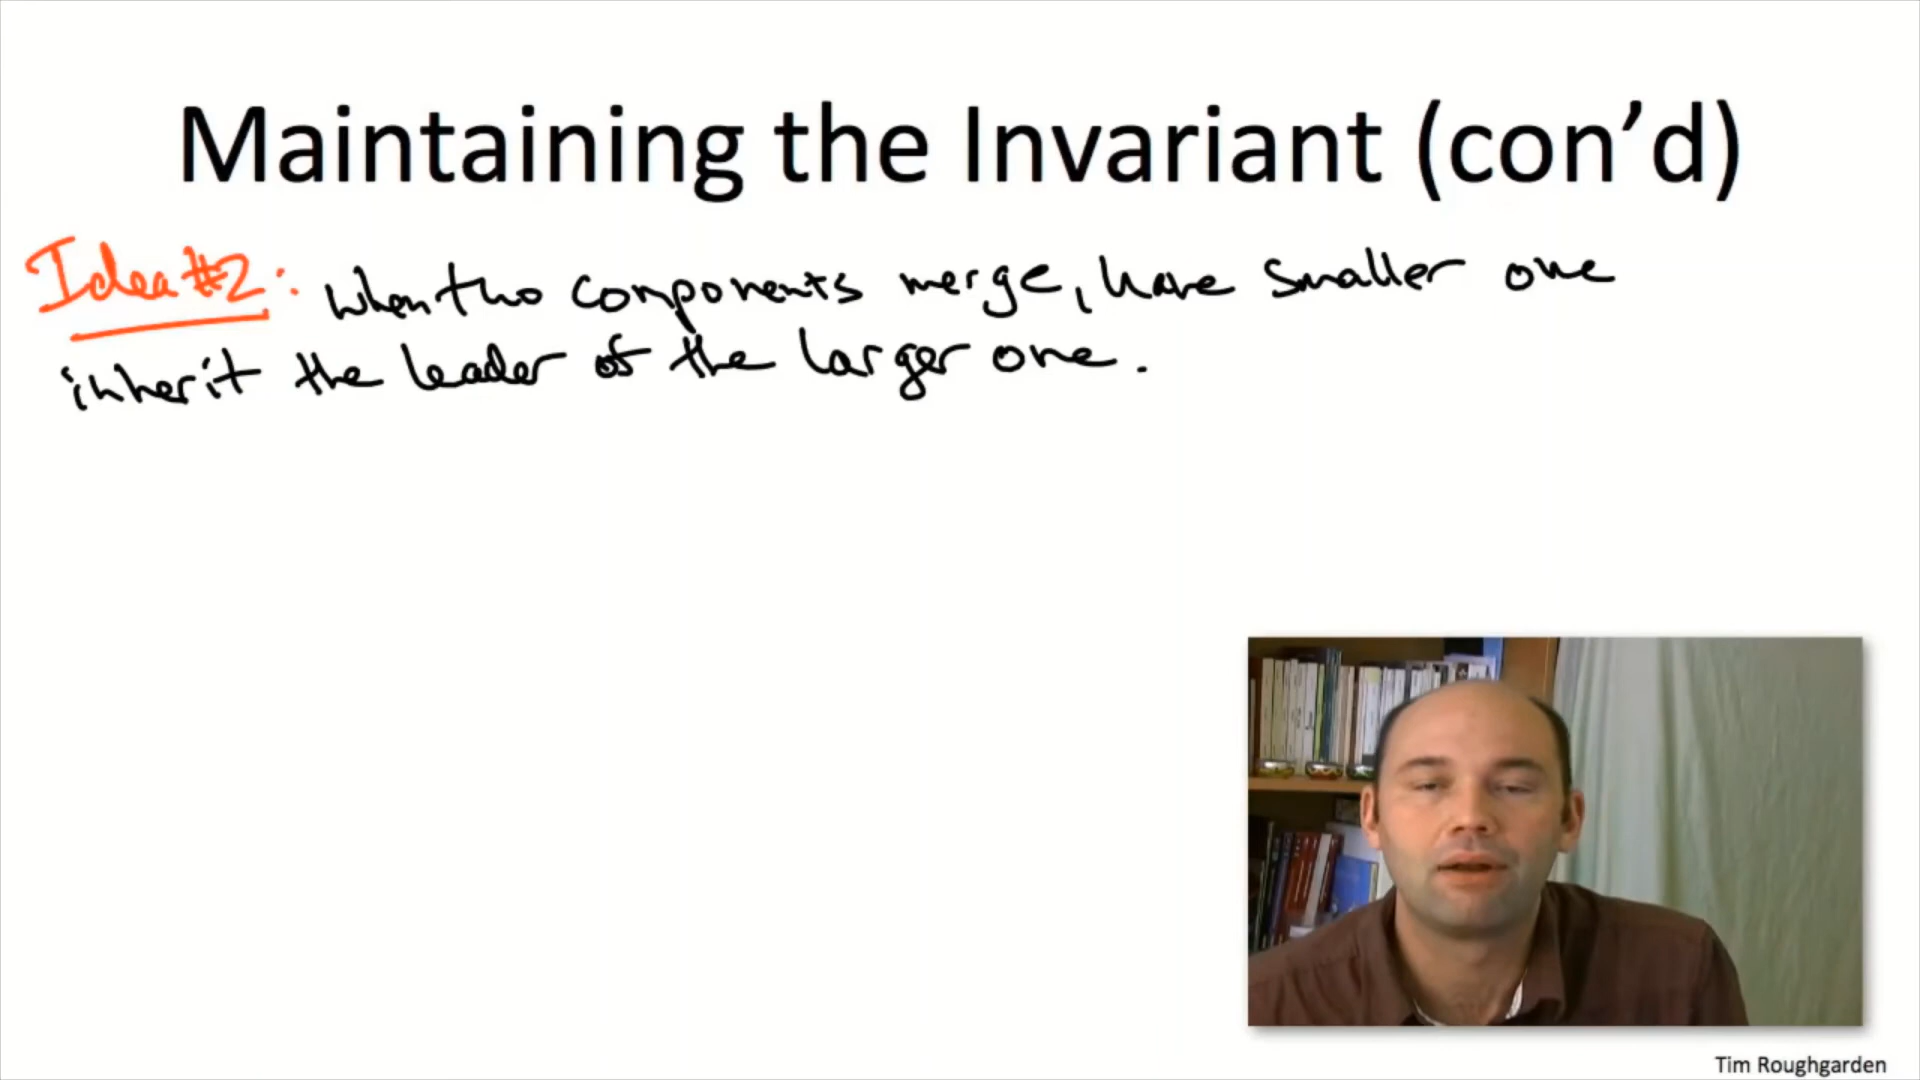 Maintaining the Invariant (con’d)
Idea #2: When two components merge, have smaller one
inherit the leader of the larger one.
Tim Roughgarden